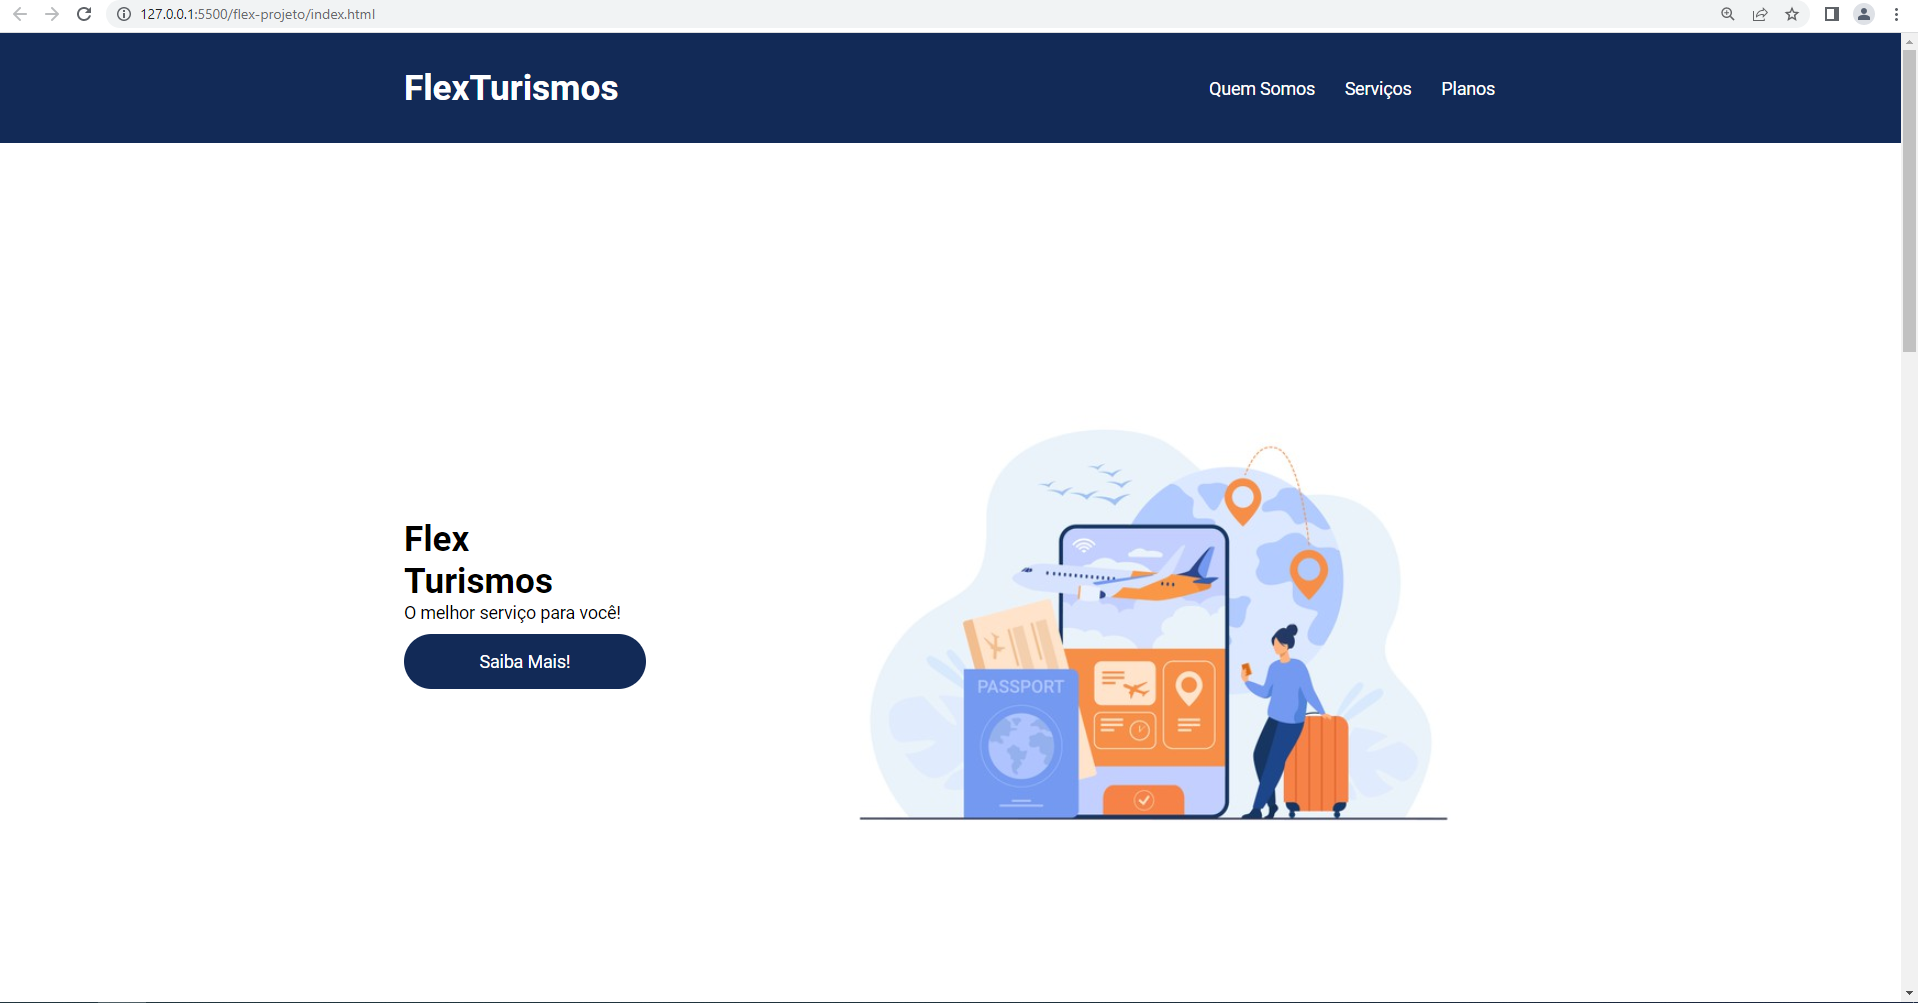 127.0.0.1:5500/flex-projeto/index.html
FlexTurismos
Quem Somos Serviços Planos
Flex
Turismos
O melhor serviço para você!
Saiba Mais!
PASSPORT